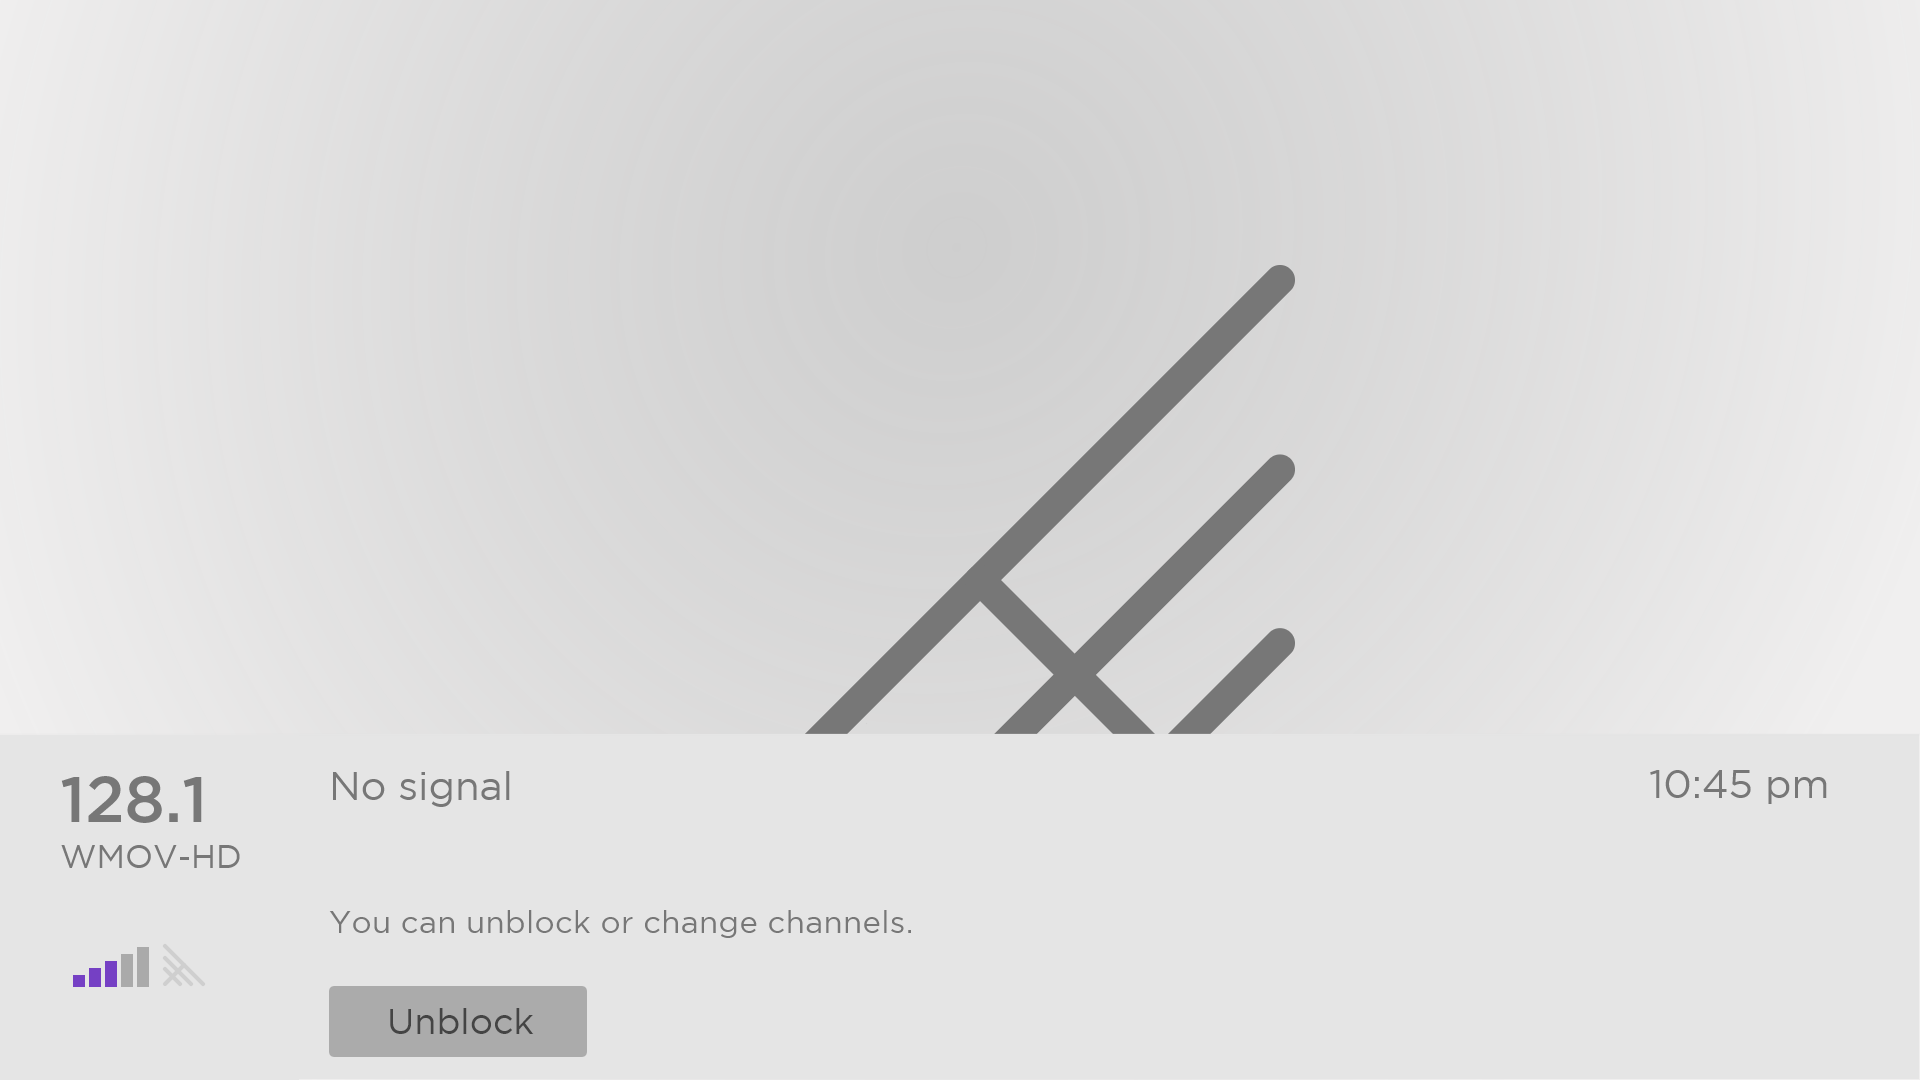 128.1
WMOV-HD
No signal
10:45 pm
You can unblock or change channels.
Unblock